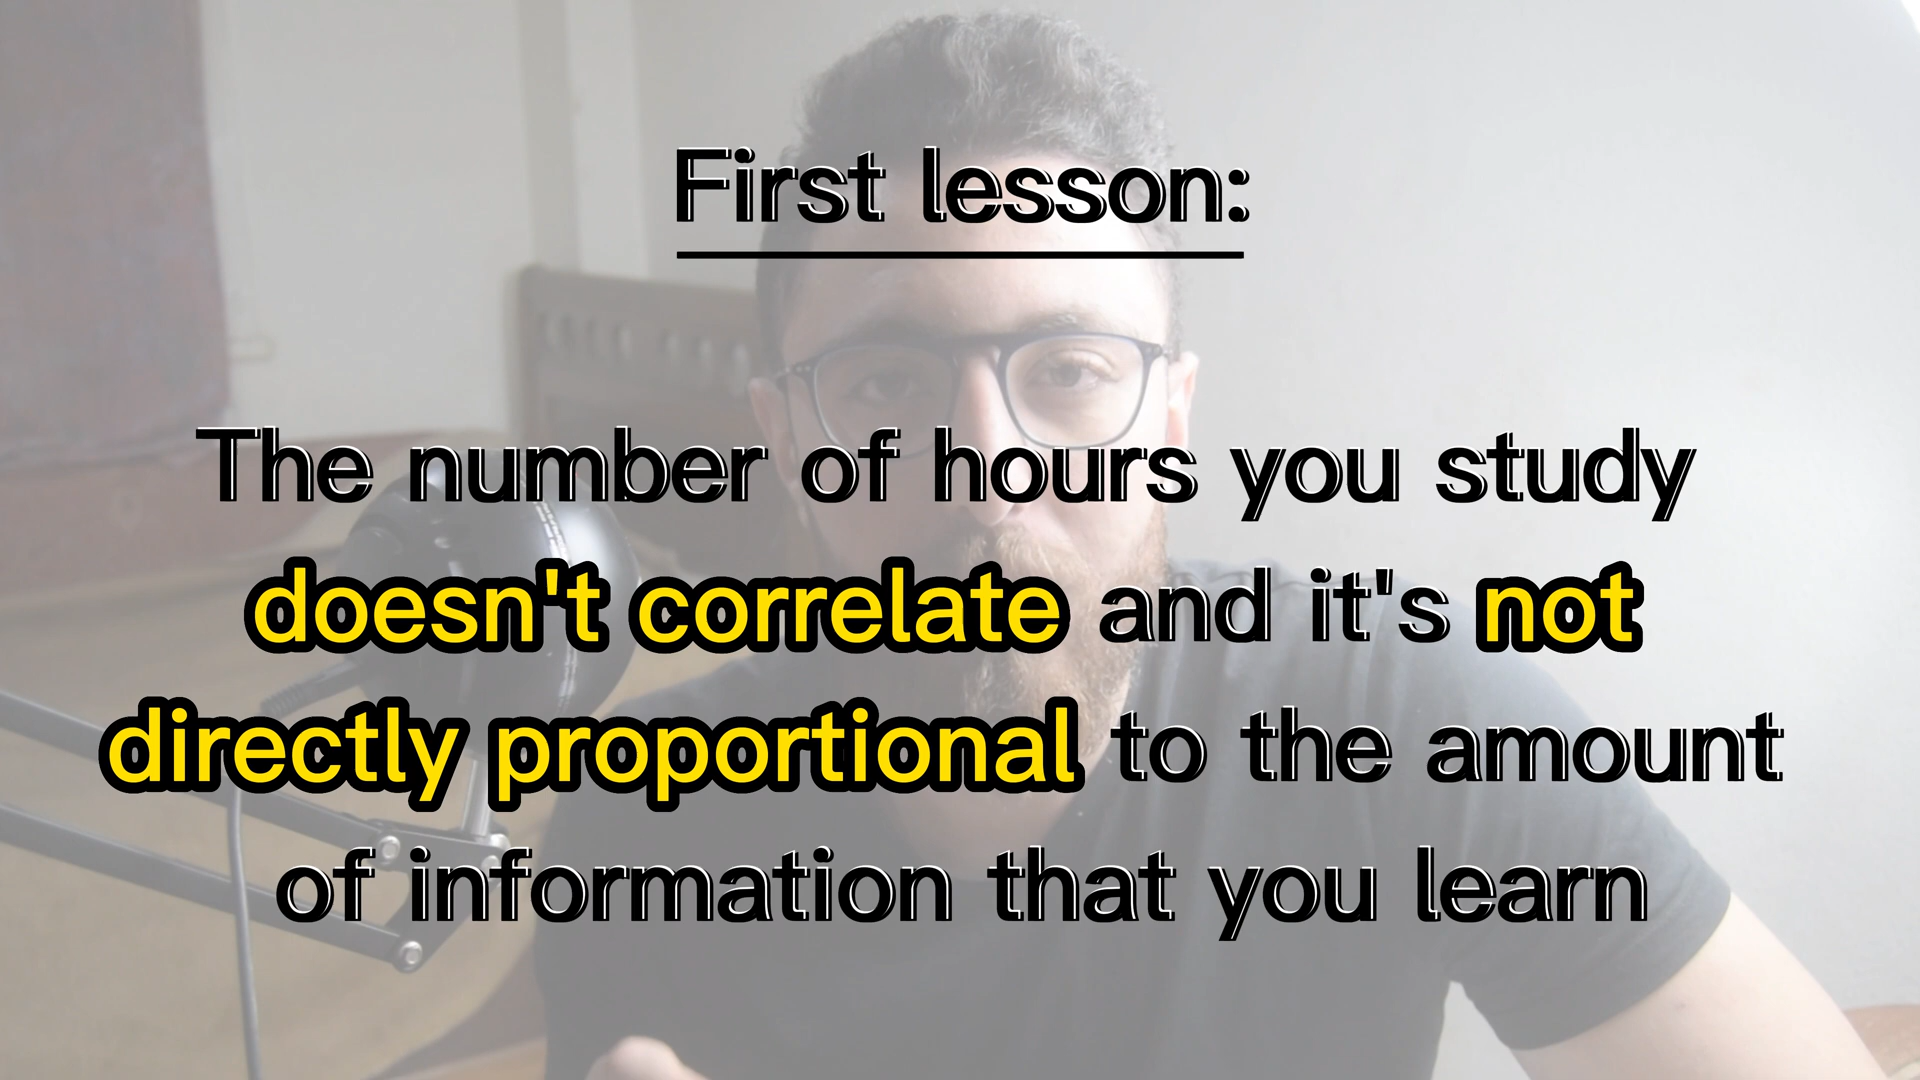 First lesson:
The number of hours you study
doesn't correlate and it's not
directly proportional to the amount
of information that you learn